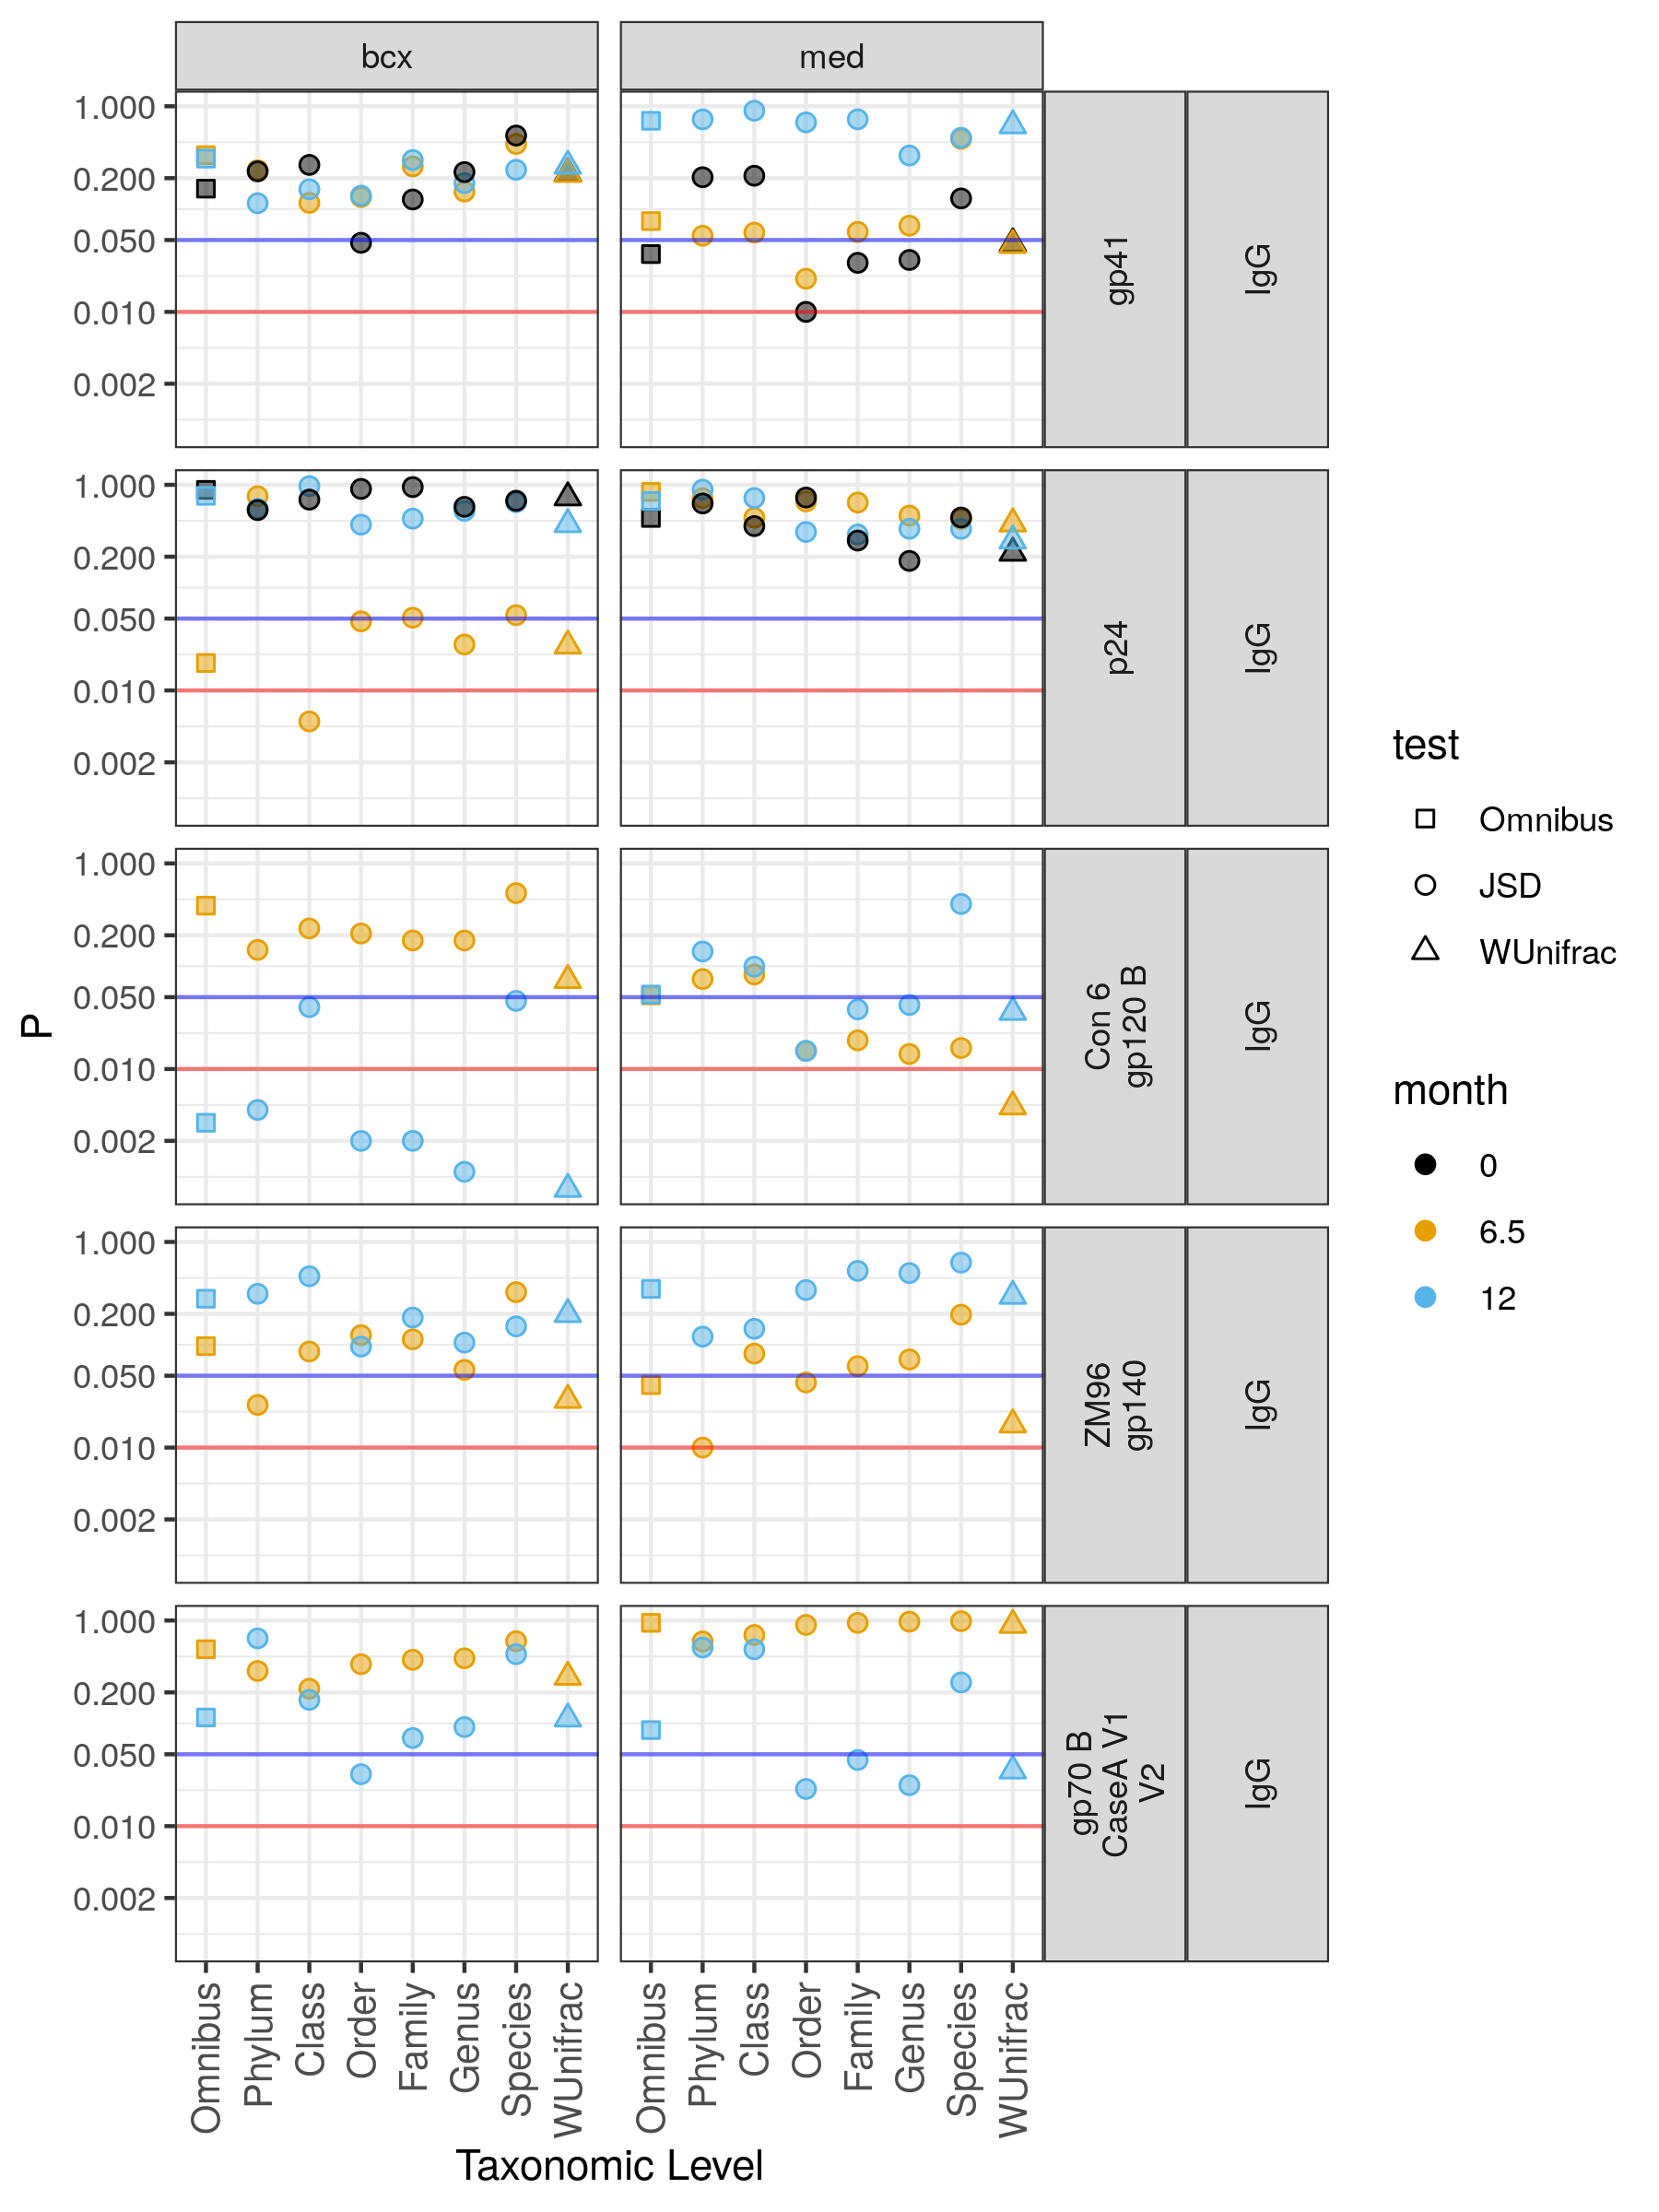 bcx
med
1.000
0.200
0.050
0.010
0.002
gp41
IgG
1.000
0.200
0.050
0.010
0.002
p24
IgG
1.000
0.200
0.050
0.010
0.002
Con 6
gp120 B
IgG
1.000
0.200
0.050
0.010
0.002
ZM96
gp140
IgG
1.000
0.200
0.050
0.010
0.002
gp70 B
CaseA V1
V2
IgG
P
Omnibus
Phylum
Class
Order
Family
Genus
Species
WUnifrac
Omnibus
Phylum
Class
Order
Family
Genus
Species
WUnifrac
Taxonomic Level
test
Omnibus
JSD
WUnifrac
month
0
6.5
12